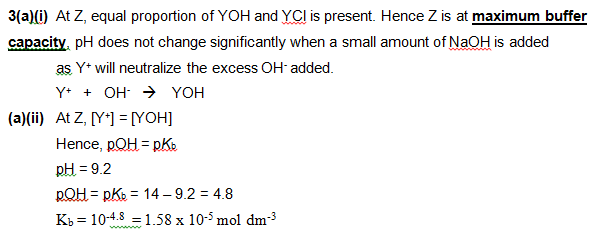 3(a)(i) At Z, equal proportion of YOH and YCl is present. Hence Z is at maximum buffer
capacity, pH does not change significantly when a small amount of NaOH is added
as Y⁺ will neutralize the excess OH⁻ added.
Y⁺ + OH⁻ → YOH
(a)(ii) At Z, [Y⁺] = [YOH]
Hence, pOH = pK_b
pH = 9.2
pOH = pK_b = 14 – 9.2 = 4.8
K_b = 10⁻⁴·⁸ = 1.58 x 10⁻⁵ mol dm⁻³